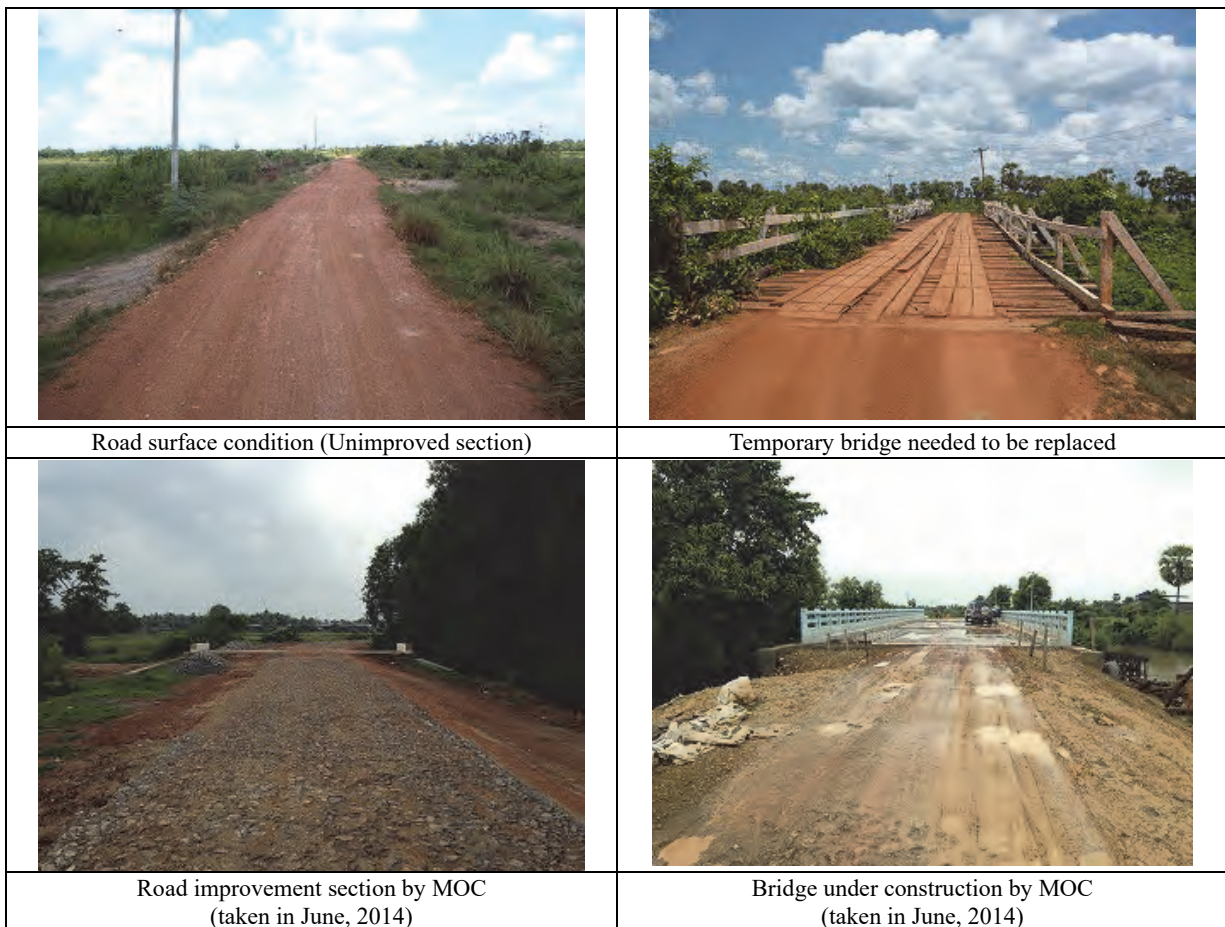 Road surface condition (Unimproved section)
Temporary bridge needed to be replaced
Road improvement section by MOC
(taken in June, 2014)
Bridge under construction by MOC
(taken in June, 2014)